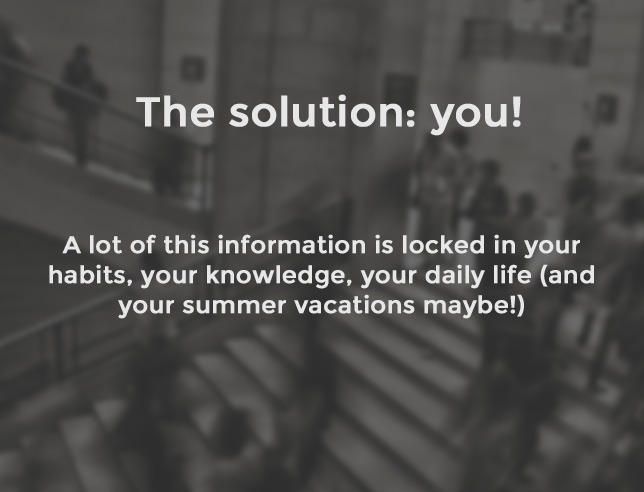 The solution: you!
A lot of this information is locked in your
habits, your knowledge, your daily life (and
your summer vacations maybe!)